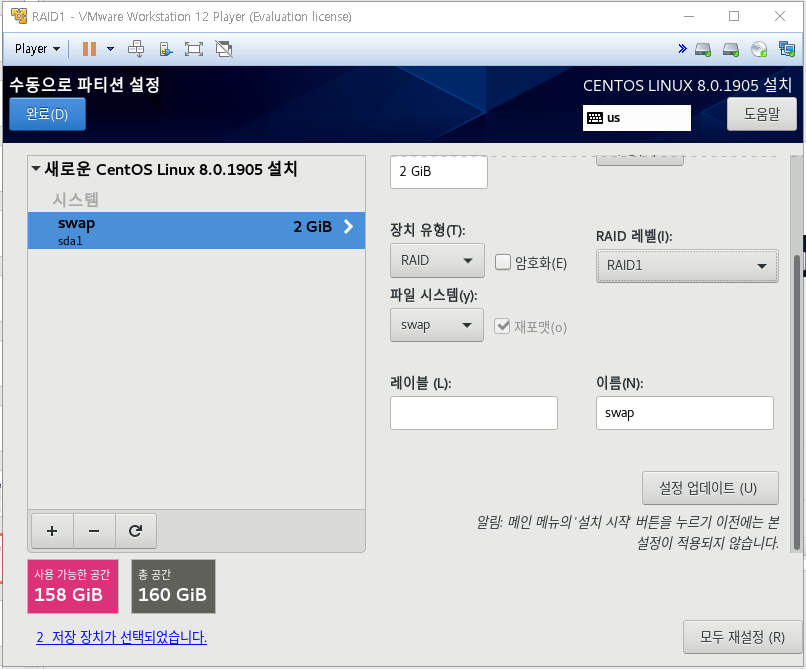 RAID1 - VMware Workstation 12 Player (Evaluation license)
Player
수동으로 파티션 설정
CENTOS LINUX 8.0.1905 설치
완료(D)
us
도움말
새로운 CentOS Linux 8.0.1905 설치
시스템
swap
2 GiB
sda1
2 GiB
장치 유형(T):
RAID 레벨(l):
RAID
암호화(E)
RAID1
파일 시스템(y):
swap
재포맷(o)
레이블 (L):
이름(N):
swap
설정 업데이트 (U)
알림: 메인 메뉴의 '설치 시작' 버튼을 누르기 이전에는 본
설정이 적용되지 않습니다.
사용 가능한 공간
158 GiB
총 공간
160 GiB
2 저장 장치가 선택되었습니다.
모두 재설정 (R)